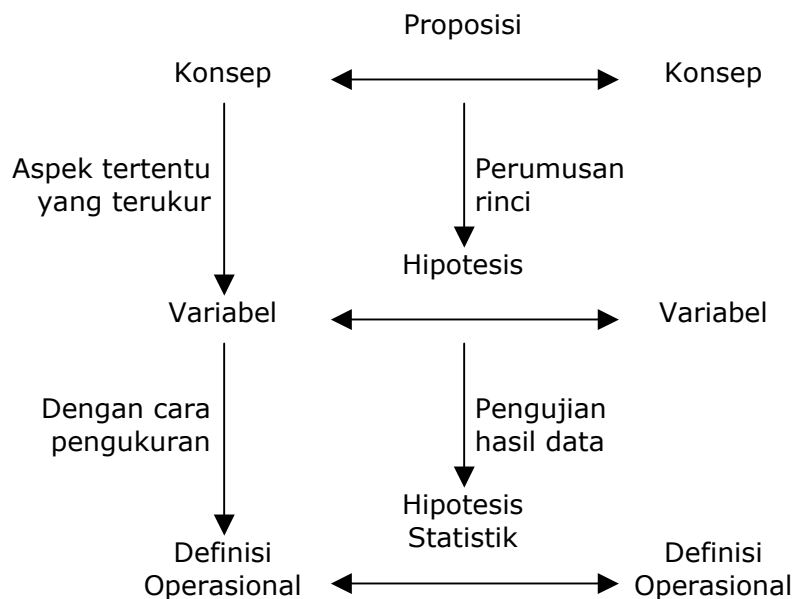 Proposisi
Konsep
Konsep
Aspek tertentu
yang terukur
Perumusan
rinci
Hipotesis
Variabel
Variabel
Dengan cara
pengukuran
Pengujian
hasil data
Hipotesis
Statistik
Definisi
Operasional
Definisi
Operasional